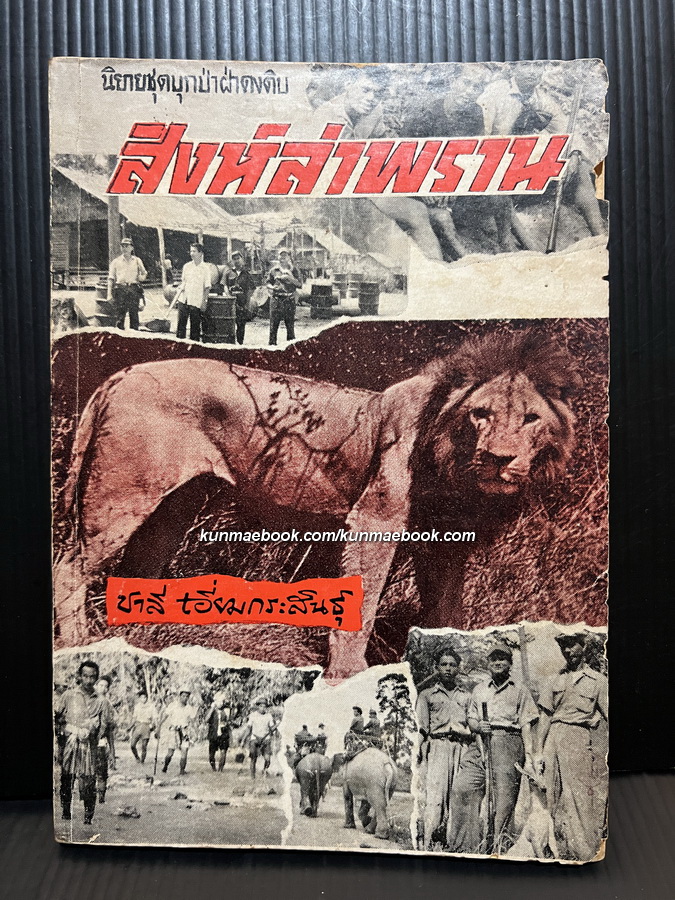 นิยายชุดบุกป่าฝ่าดงดิบ
สิงห์ล่าพราน
kunmaebook.com/kunmaebook.com
ชาลี เอี่ยมกระสินธุ์